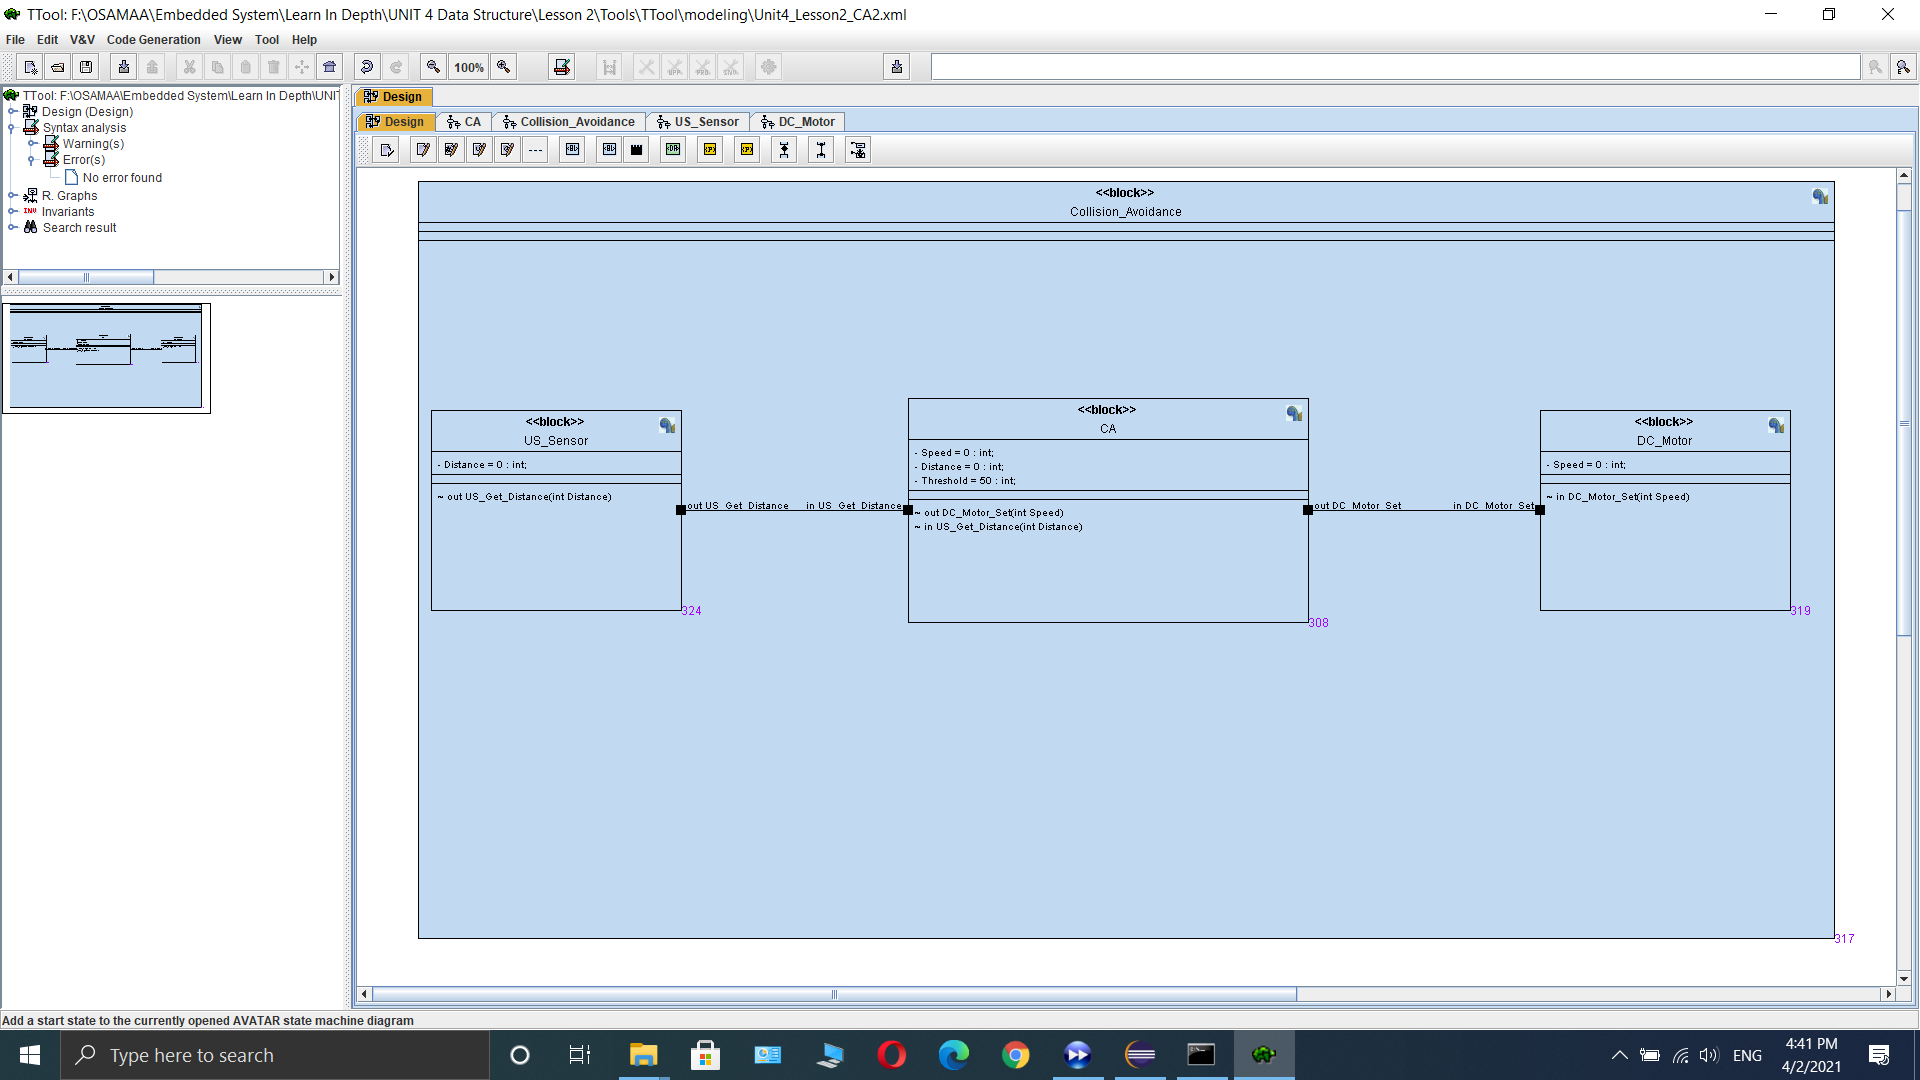 TTool: F:\OSAMAA\Embedded System\Learn In Depth\UNIT 4 Data Structure\Lesson 2\Tools\TTool\modeling\Unit4_Lesson2_CA2.xml
File Edit V&V Code Generation View Tool Help
100%
TTool: F:\OSAMAA\Embedded System\Learn In Depth\UNIT
Design (Design)
Syntax analysis
Warning(s)
Error(s)
No error found
R. Graphs
Invariants
Search result
Design
Design CA Collision_Avoidance US_Sensor DC_Motor
<<block>>
Collision_Avoidance
<<block>>
US_Sensor
- Distance = 0 : int;
~ out US_Get_Distance(int Distance)
324
out US_Get_Distance in US_Get_Distance
<<block>>
CA
- Speed = 0 : int;
- Distance = 0 : int;
- Threshold = 50 : int;
~ out DC_Motor_Set(int Speed)
~ in US_Get_Distance(int Distance)
308
out DC_Motor_Set in DC_Motor_Set
<<block>>
DC_Motor
- Speed = 0 : int;
~ in DC_Motor_Set(int Speed)
319
317
Add a start state to the currently opened AVATAR state machine diagram
Type here to search
ENG
4:41 PM
4/2/2021